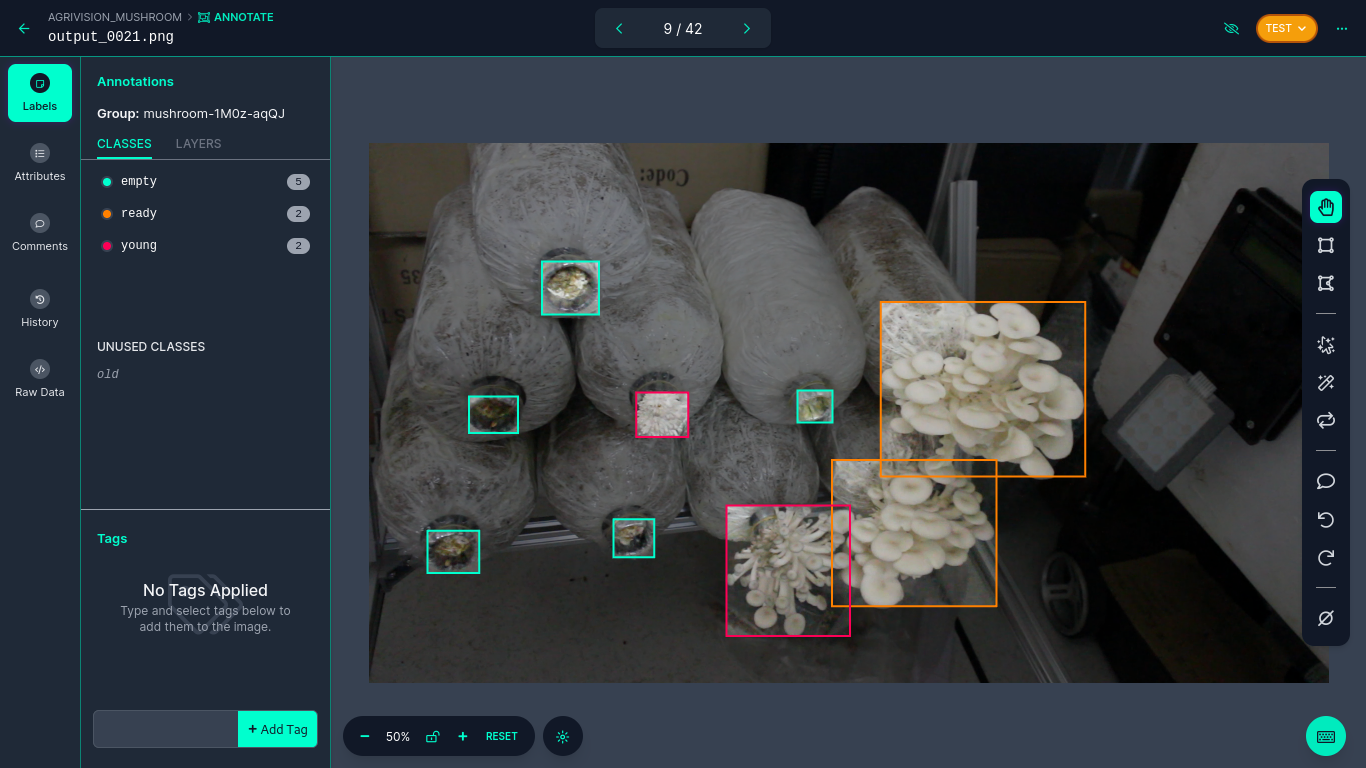 AGRIVISION_MUSHROOM > ANNOTATE
output_0021.png
9 / 42
TEST
Labels
Attributes
Comments
History
Raw Data
Annotations
Group: mushroom-1M0z-aqQJ
CLASSES LAYERS
empty 5
ready 2
young 2
UNUSED CLASSES
old
Tags
No Tags Applied
Type and select tags below to
add them to the image.
+ Add Tag
Code:
35
50%
RESET